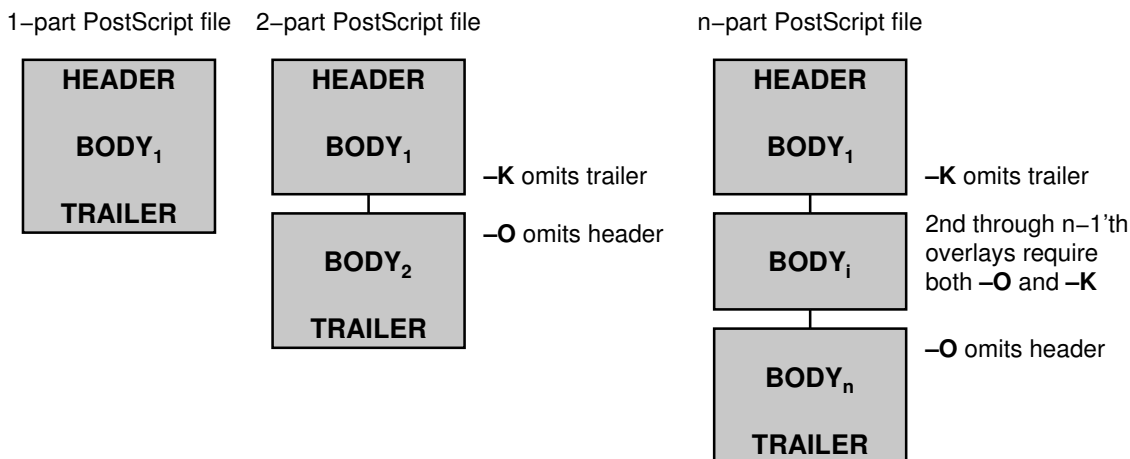 1−part PostScript file
HEADER
BODY₁
TRAILER
2−part PostScript file
HEADER
BODY₁
–K omits trailer
–O omits header
BODY₂
TRAILER
n−part PostScript file
HEADER
BODY₁
–K omits trailer
BODYᵢ
2nd through n−1'th
overlays require
both –O and –K
–O omits header
BODYₙ
TRAILER